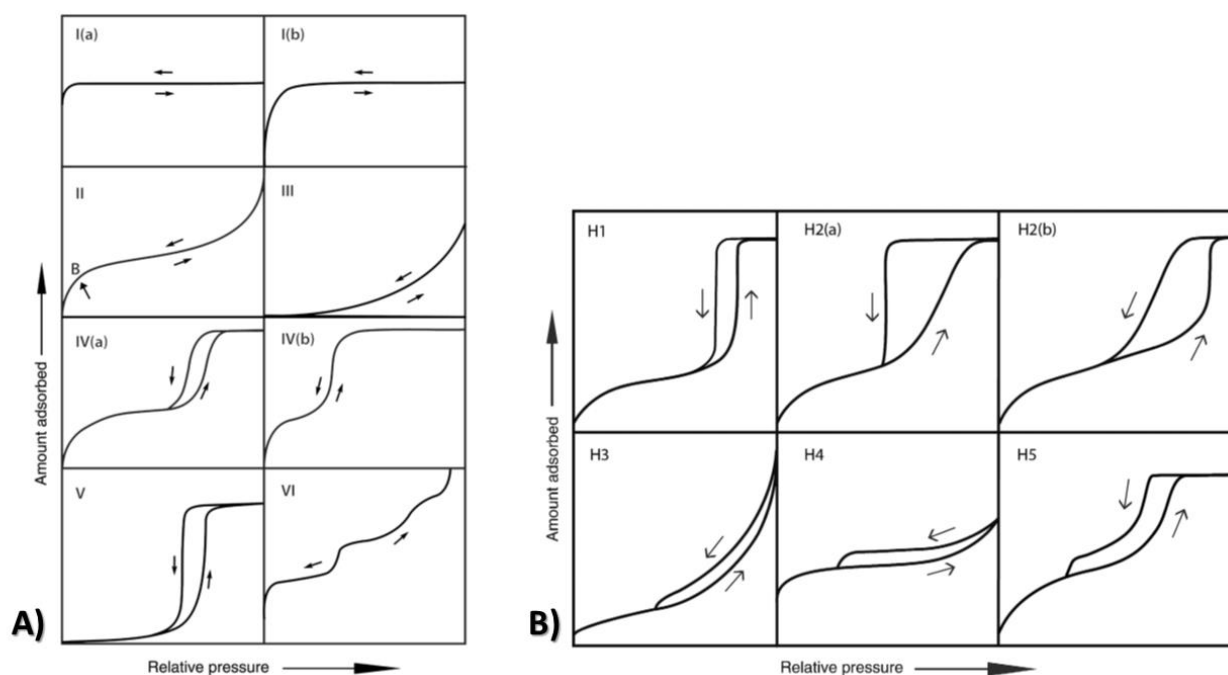 I(a)
I(b)
II
III
B
IV(a)
IV(b)
V
VI
Amount adsorbed
Relative pressure
A)
H1
H2(a)
H2(b)
H3
H4
H5
Amount adsorbed
Relative pressure
B)